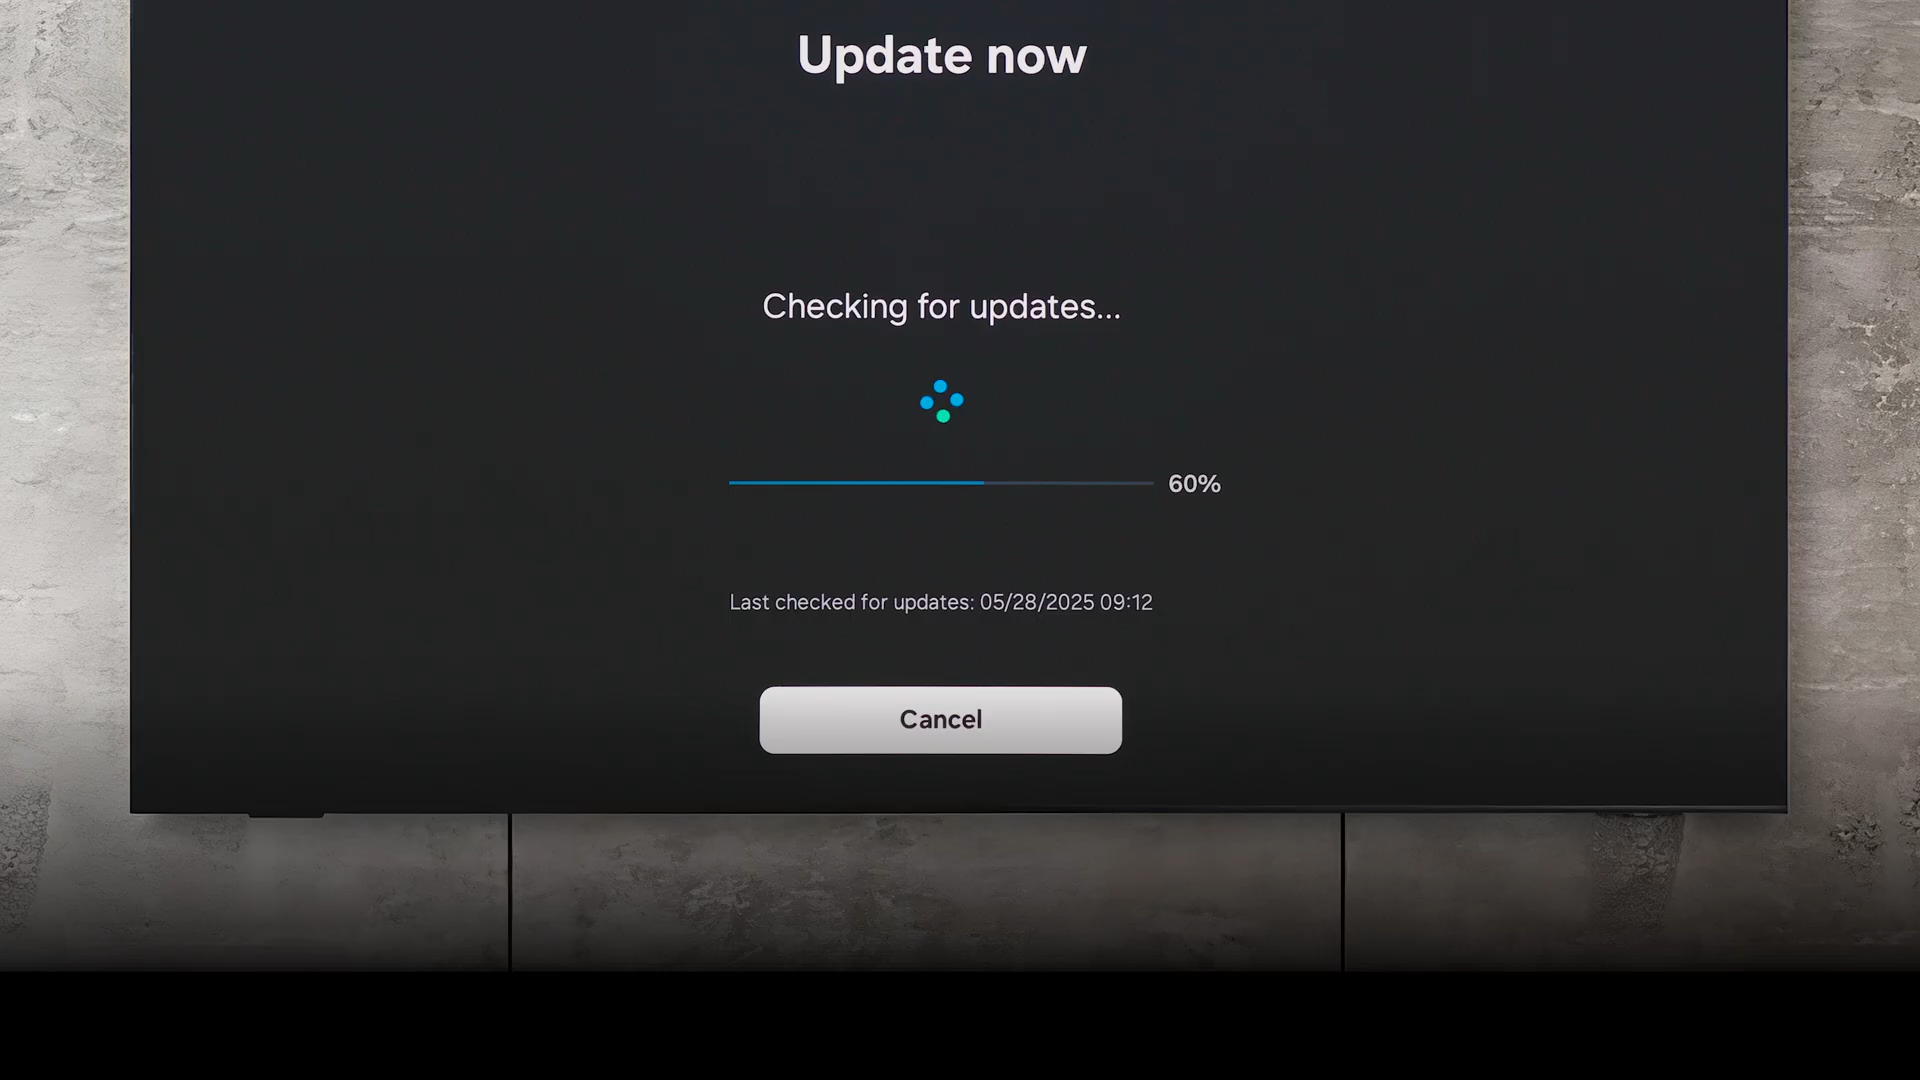 Update now
Checking for updates...
60%
Last checked for updates: 05/28/2025 09:12
Cancel